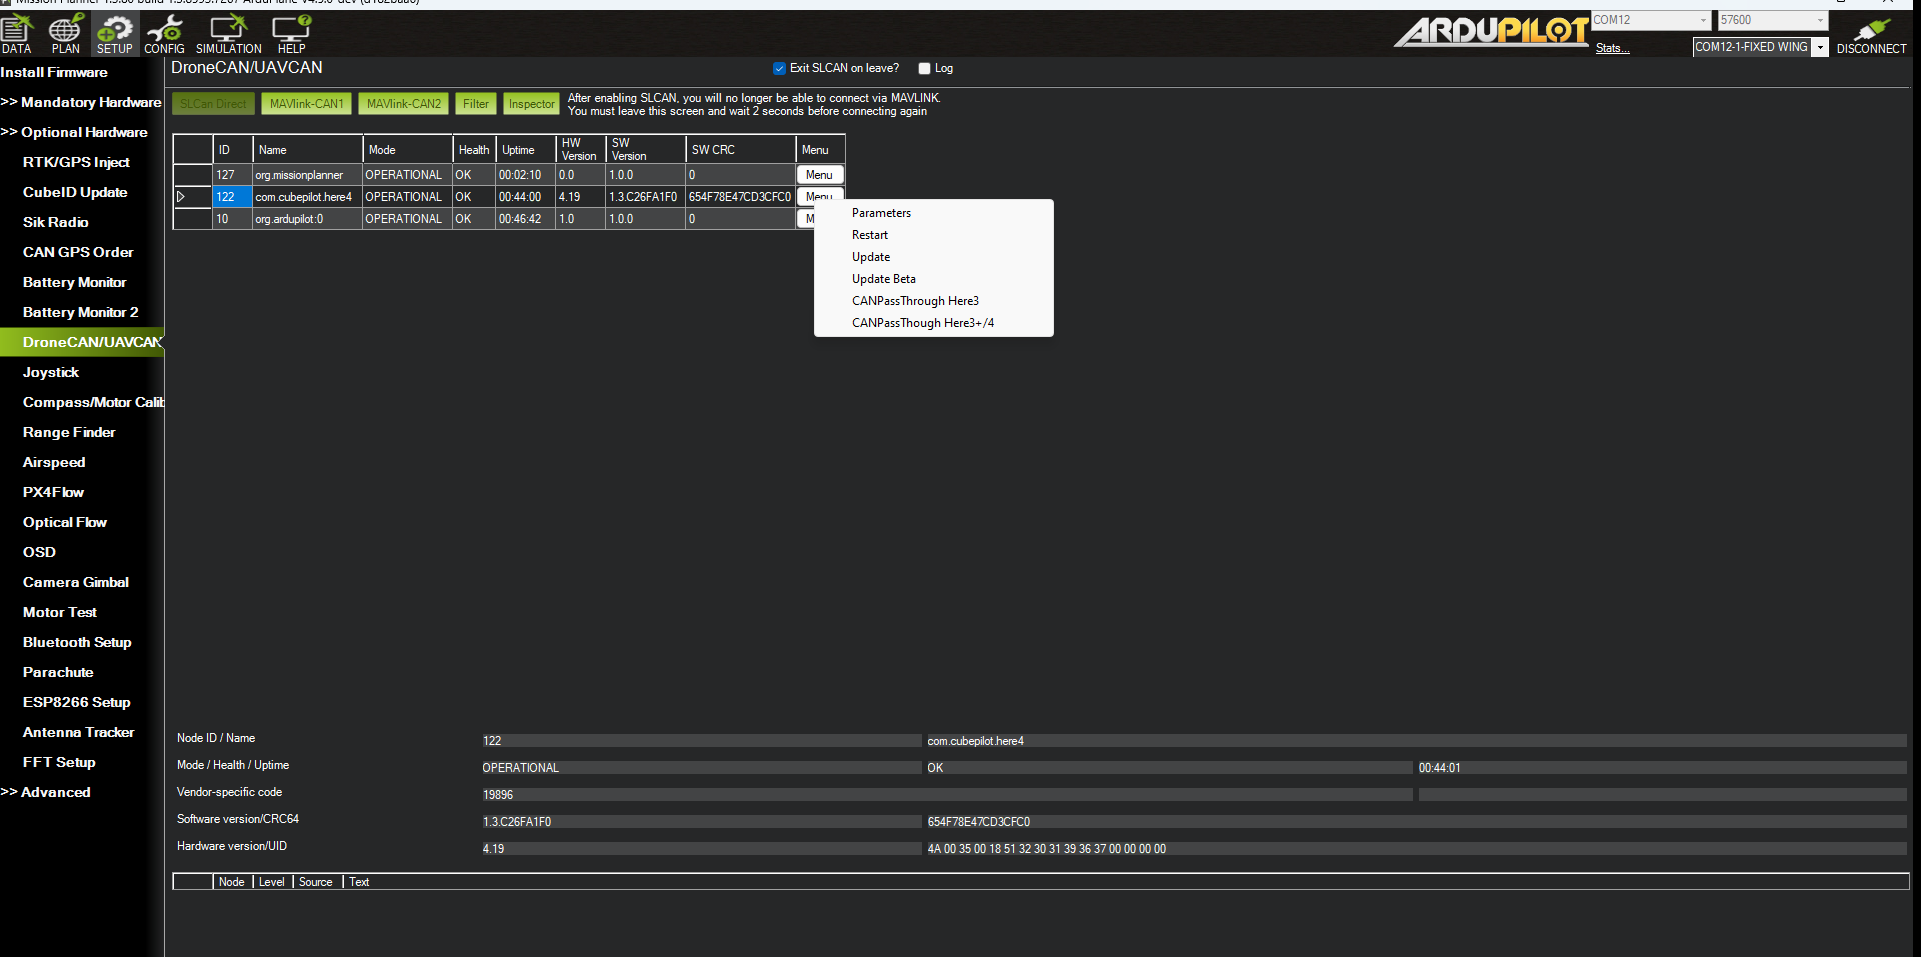 Mission Planner 1.3.80 build 1.3.8593.7267 ArduPlane V4.5.0-dev
DATA PLAN SETUP CONFIG SIMULATION HELP
ARDUPILOT
COM12 57600
Stats... COM12-1-FIXED WING DISCONNECT
Install Firmware
>> Mandatory Hardware
>> Optional Hardware
RTK/GPS Inject
CubeID Update
Sik Radio
CAN GPS Order
Battery Monitor
Battery Monitor 2
DroneCAN/UAVCAN
Joystick
Compass/Motor Calib
Range Finder
Airspeed
PX4Flow
Optical Flow
OSD
Camera Gimbal
Motor Test
Bluetooth Setup
Parachute
ESP8266 Setup
Antenna Tracker
FFT Setup
>> Advanced
DroneCAN/UAVCAN
Exit SLCAN on leave? Log
SLCan Direct MAVlink-CAN1 MAVlink-CAN2 Filter Inspector
After enabling SLCAN, you will no longer be able to connect via MAVLINK.
You must leave this screen and wait 2 seconds before connecting again
ID Name Mode Health Uptime HW Version SW Version SW CRC Menu
127 org.missionplanner OPERATIONAL OK 00:02:10 0.0 1.0.0 0 Menu
122 com.cubepilot.here4 OPERATIONAL OK 00:44:00 4.19 1.3.C26FA1F0 654F78E47CD3CFC0 Menu
10 org.ardupilot:0 OPERATIONAL OK 00:46:42 1.0 1.0.0 0 M
Parameters
Restart
Update
Update Beta
CANPassThrough Here3
CANPassThough Here3+/4
Node ID / Name 122 com.cubepilot.here4
Mode / Health / Uptime OPERATIONAL OK 00:44:01
Vendor-specific code 19896
Software version/CRC64 1.3.C26FA1F0 654F78E47CD3CFC0
Hardware version/UID 4.19 4A 00 35 00 18 51 32 30 31 39 36 37 00 00 00 00
Node Level Source Text